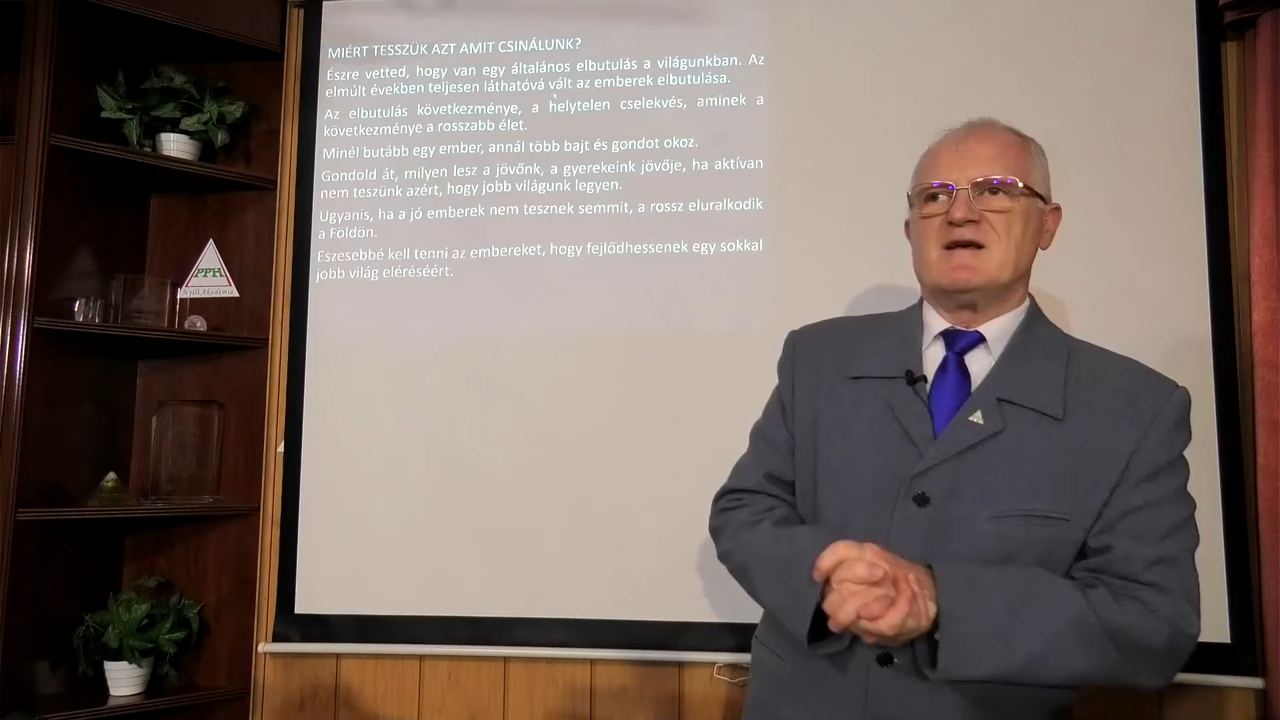 MIÉRT TESSZÜK AZT AMIT CSINÁLUNK?
Észre vetted, hogy van egy általános elbutulás a világunkban. Az
elmúlt években teljesen láthatóvá vált az emberek elbutulása.
Az elbutulás következménye, a helytelen cselekvés, aminek a
következménye a rosszabb élet.
Minél butább egy ember, annál több bajt és gondot okoz.
Gondold át, milyen lesz a jövőnk, a gyerekeink jövője, ha aktívan
nem teszünk azért, hogy jobb világunk legyen.
Ugyanis, ha a jó emberek nem tesznek semmit, a rossz eluralkodik
a Földön.
Eszesebbé kell tenni az embereket, hogy fejlődhessenek egy sokkal
jobb világ eléréséért.
PPH
Nyílt Akadémia